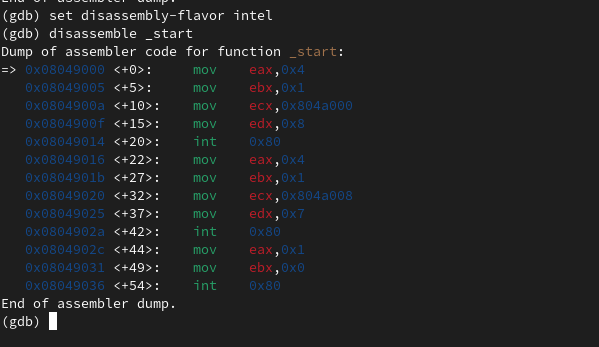 End of assembler dump.
(gdb) set disassembly-flavor intel
(gdb) disassemble _start
Dump of assembler code for function _start:
=> 0x08049000 <+0>:     mov    eax,0x4
   0x08049005 <+5>:     mov    ebx,0x1
   0x0804900a <+10>:    mov    ecx,0x804a000
   0x0804900f <+15>:    mov    edx,0x8
   0x08049014 <+20>:    int    0x80
   0x08049016 <+22>:    mov    eax,0x4
   0x0804901b <+27>:    mov    ebx,0x1
   0x08049020 <+32>:    mov    ecx,0x804a008
   0x08049025 <+37>:    mov    edx,0x7
   0x0804902a <+42>:    int    0x80
   0x0804902c <+44>:    mov    eax,0x1
   0x08049031 <+49>:    mov    ebx,0x0
   0x08049036 <+54>:    int    0x80
End of assembler dump.
(gdb)